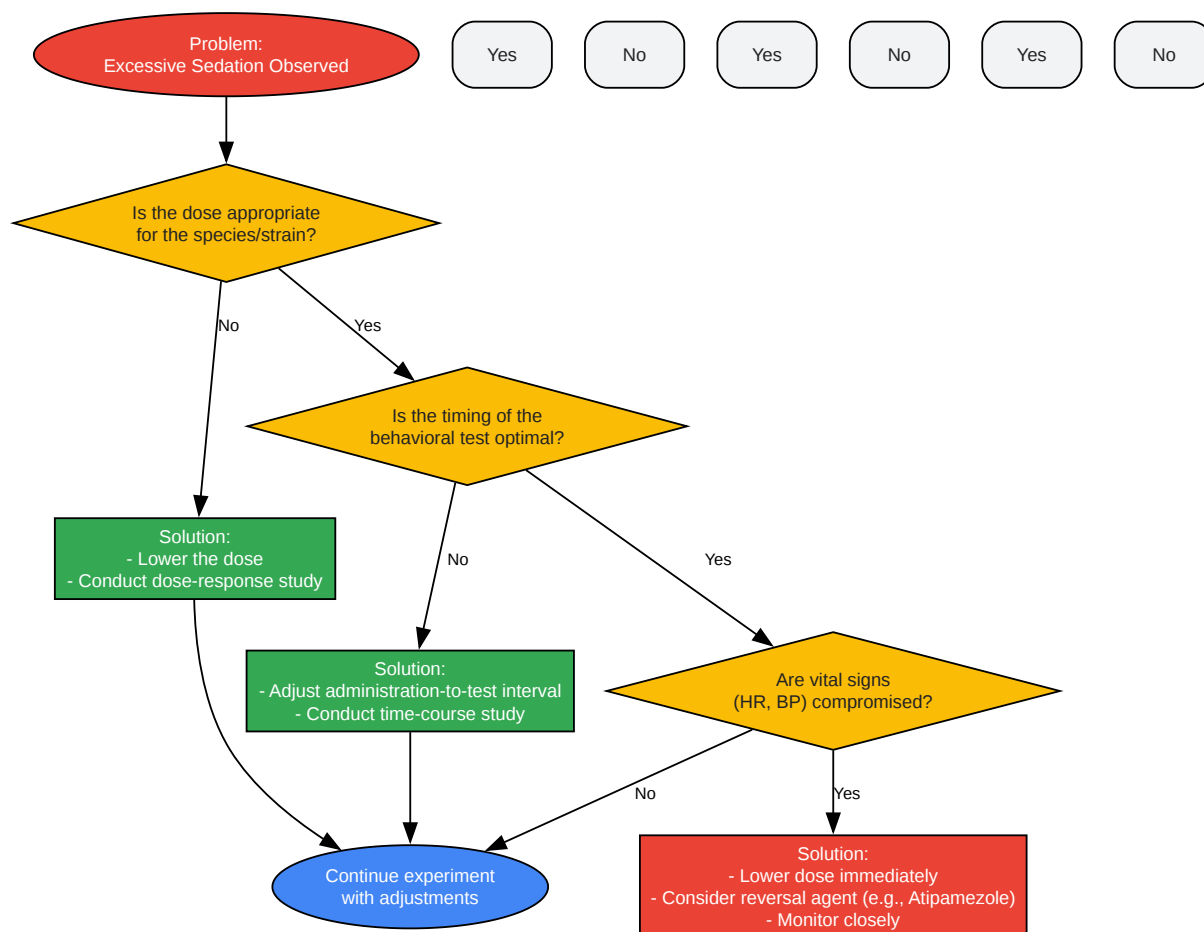 Problem:
Excessive Sedation Observed
Yes
No
Yes
No
Yes
No
Is the dose appropriate
for the species/strain?
No
Yes
Is the timing of the
behavioral test optimal?
Solution:
- Lower the dose
- Conduct dose-response study
No
Yes
Solution:
- Adjust administration-to-test interval
- Conduct time-course study
Are vital signs
(HR, BP) compromised?
No
Yes
Continue experiment
with adjustments
Solution:
- Lower dose immediately
- Consider reversal agent (e.g., Atipamezole)
- Monitor closely